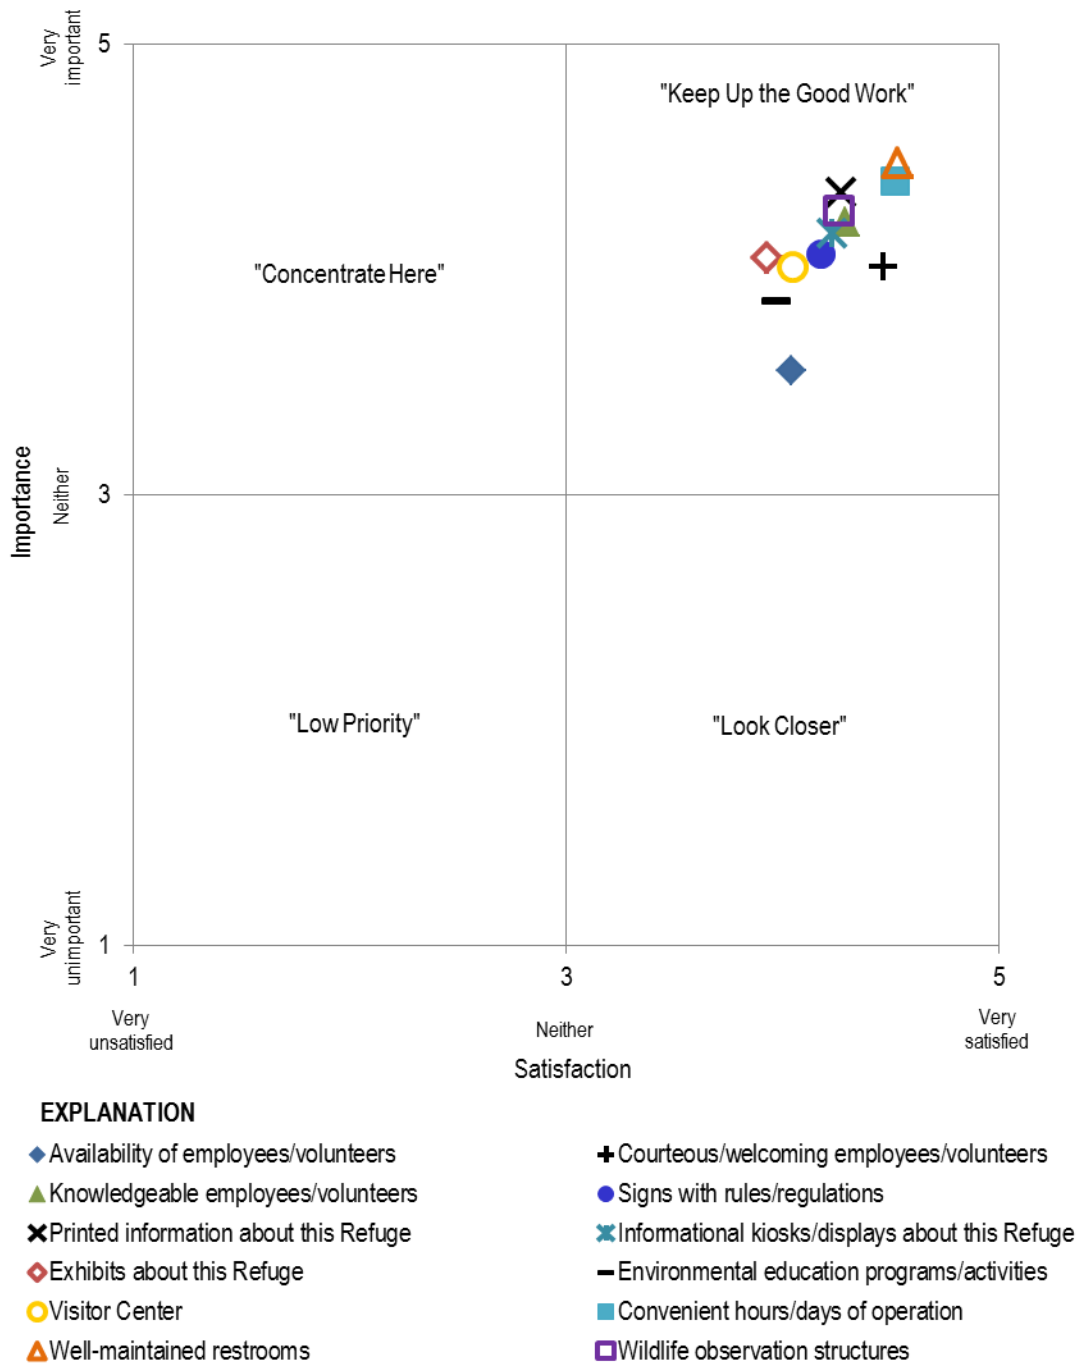 Very
important
5
"Keep Up the Good Work"
"Concentrate Here"
Importance
Neither
3
"Low Priority"
"Look Closer"
Very
unimportant
1
1
3
5
Very
unsatisfied
Neither
Very
satisfied
Satisfaction
EXPLANATION
Availability of employees/volunteers
Courteous/welcoming employees/volunteers
Knowledgeable employees/volunteers
Signs with rules/regulations
Printed information about this Refuge
Informational kiosks/displays about this Refuge
Exhibits about this Refuge
Environmental education programs/activities
Visitor Center
Convenient hours/days of operation
Well-maintained restrooms
Wildlife observation structures